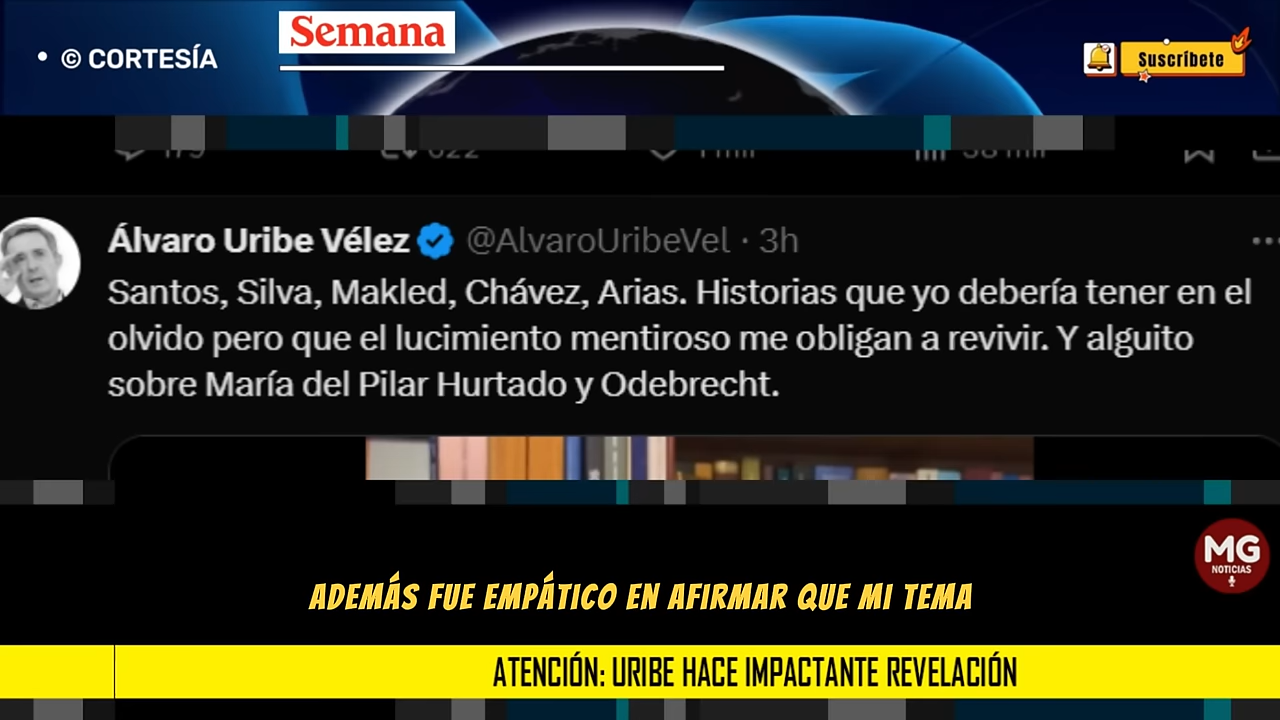 • © CORTESÍA
Semana
Suscríbete
Álvaro Uribe Vélez @AlvaroUribeVel · 3h
Santos, Silva, Makled, Chávez, Arias. Historias que yo debería tener en el
olvido pero que el lucimiento mentiroso me obligan a revivir. Y alguito
sobre María del Pilar Hurtado y Odebrecht.
MG
NOTICIAS
ADEMÁS FUE EMPÁTICO EN AFIRMAR QUE MI TEMA
ATENCIÓN: URIBE HACE IMPACTANTE REVELACIÓN